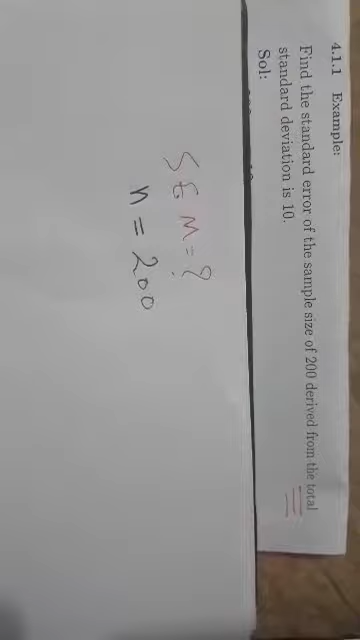 4.1.1 Example:
Find the standard error of the sample size of 200 derived from the total
standard deviation is 10.
Sol:
SEM=?
n = 200